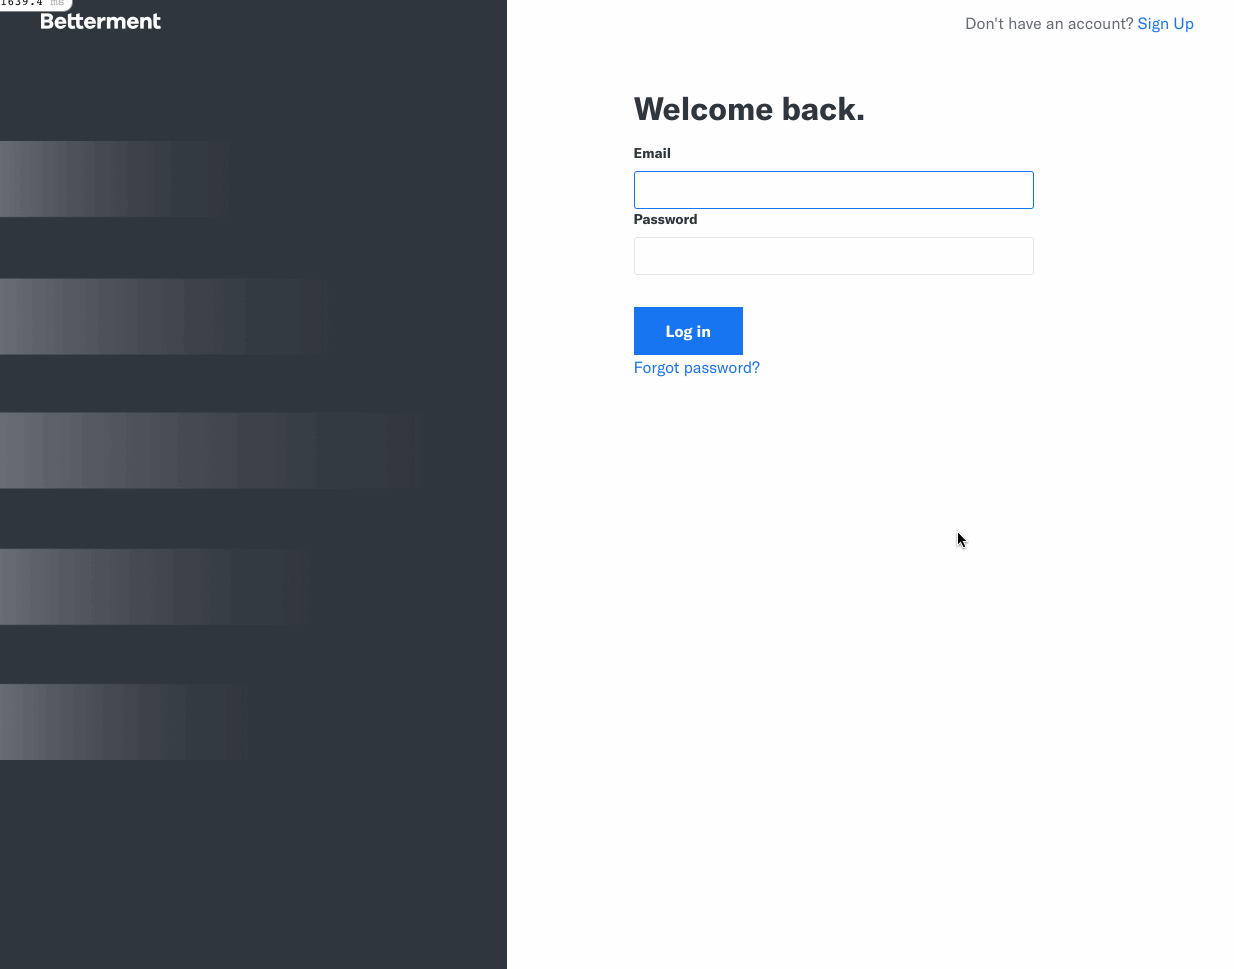 1639.4 ms
Betterment
Don't have an account? Sign Up
Welcome back.
Email
Password
Log in
Forgot password?